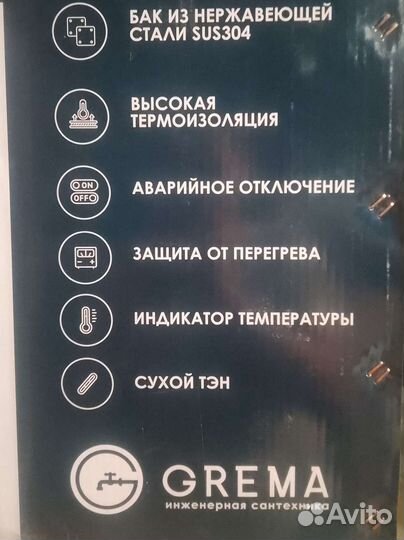 БАК ИЗ НЕРЖАВЕЮЩЕЙ
СТАЛИ SUS304
ВЫСОКАЯ
ТЕРМОИЗОЛЯЦИЯ
ON
OFF
АВАРИЙНОЕ ОТКЛЮЧЕНИЕ
ЗАЩИТА ОТ ПЕРЕГРЕВА
ИНДИКАТОР ТЕМПЕРАТУРЫ
СУХОЙ ТЭН
GREMA
инженерная сантехника
Avito